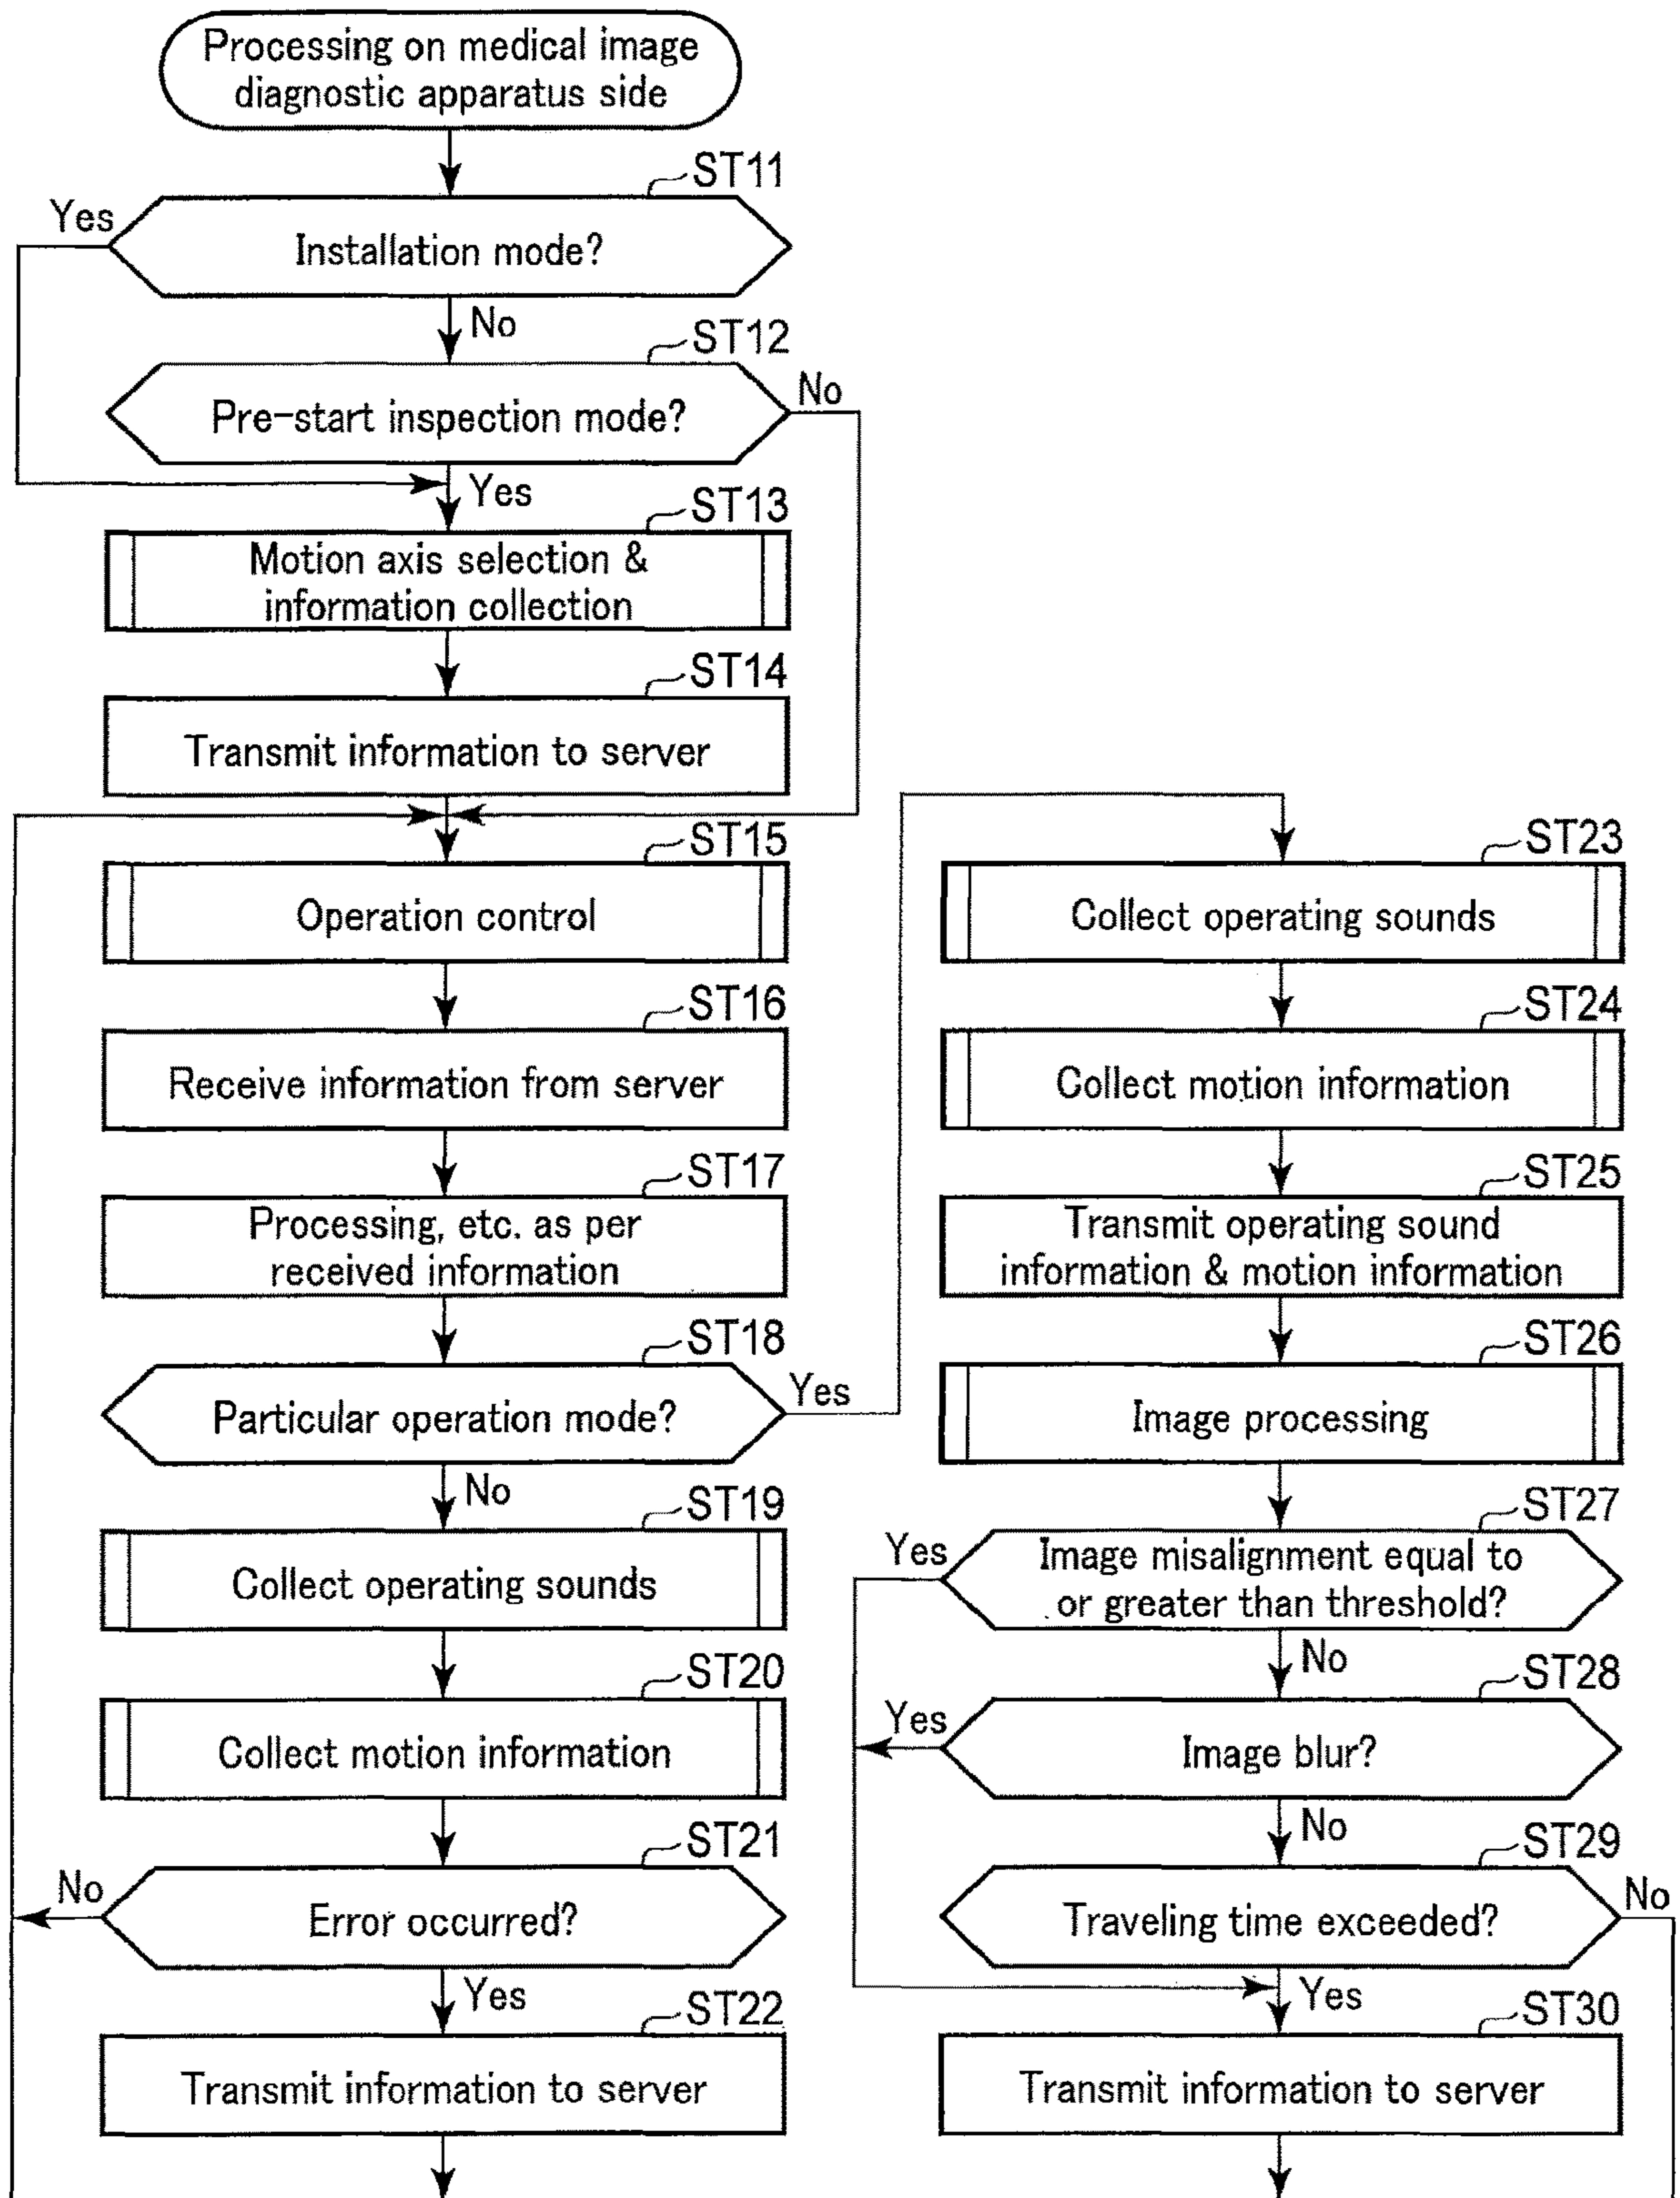 Processing on medical image
diagnostic apparatus side
ST11
Yes
Installation mode?
No
ST12
No
Pre-start inspection mode?
Yes
ST13
Motion axis selection &
information collection
ST14
Transmit information to server
ST15
Operation control
ST16
Receive information from server
ST17
Processing, etc. as per
received information
ST18
Yes
Particular operation mode?
No
ST19
Collect operating sounds
ST20
Collect motion information
ST21
No
Error occurred?
Yes
ST22
Transmit information to server
ST23
Collect operating sounds
ST24
Collect motion information
ST25
Transmit operating sound
information & motion information
ST26
Image processing
ST27
Yes
Image misalignment equal to
or greater than threshold?
No
ST28
Yes
Image blur?
No
ST29
No
Traveling time exceeded?
Yes
ST30
Transmit information to server